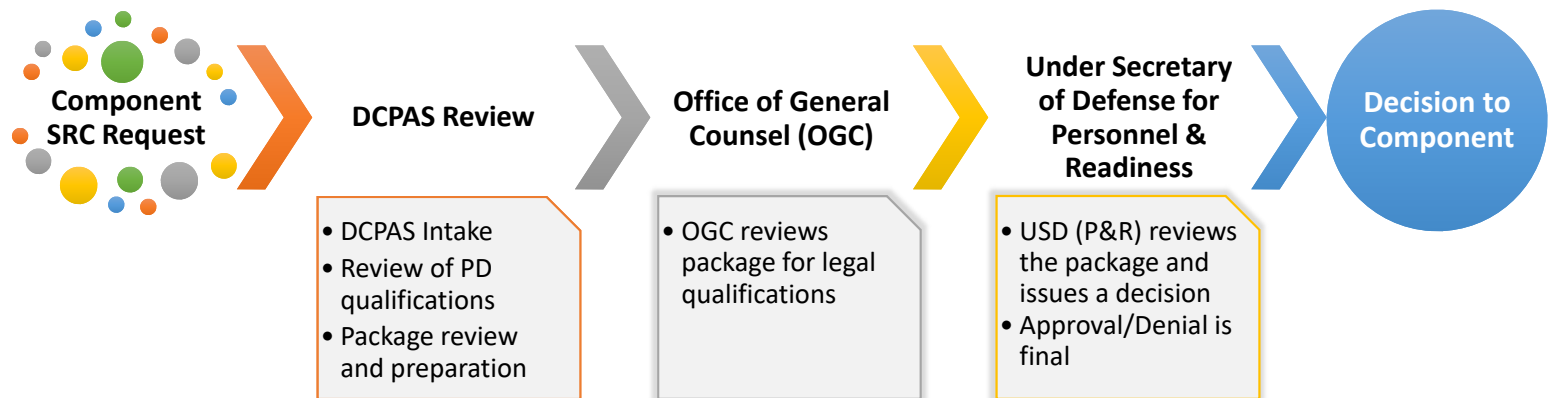 Component
SRC Request
DCPAS Review
• DCPAS Intake
• Review of PD
qualifications
• Package review
and preparation
Office of General
Counsel (OGC)
• OGC reviews
package for legal
qualifications
Under Secretary
of Defense for
Personnel &
Readiness
• USD (P&R) reviews
the package and
issues a decision
• Approval/Denial is
final
Decision to
Component